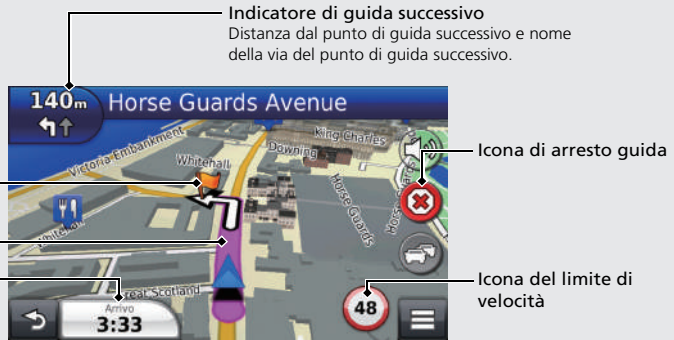 Indicatore di guida successivo
Distanza dal punto di guida successivo e nome
della via del punto di guida successivo.
140m
Horse Guards Avenue
Victoria Embankment
King Charles
Downing
Whitehall
Horse Guards
Whitehall
Great Scotland
Arrivo
3:33
48
Icona di arresto guida
Icona del limite di
velocità